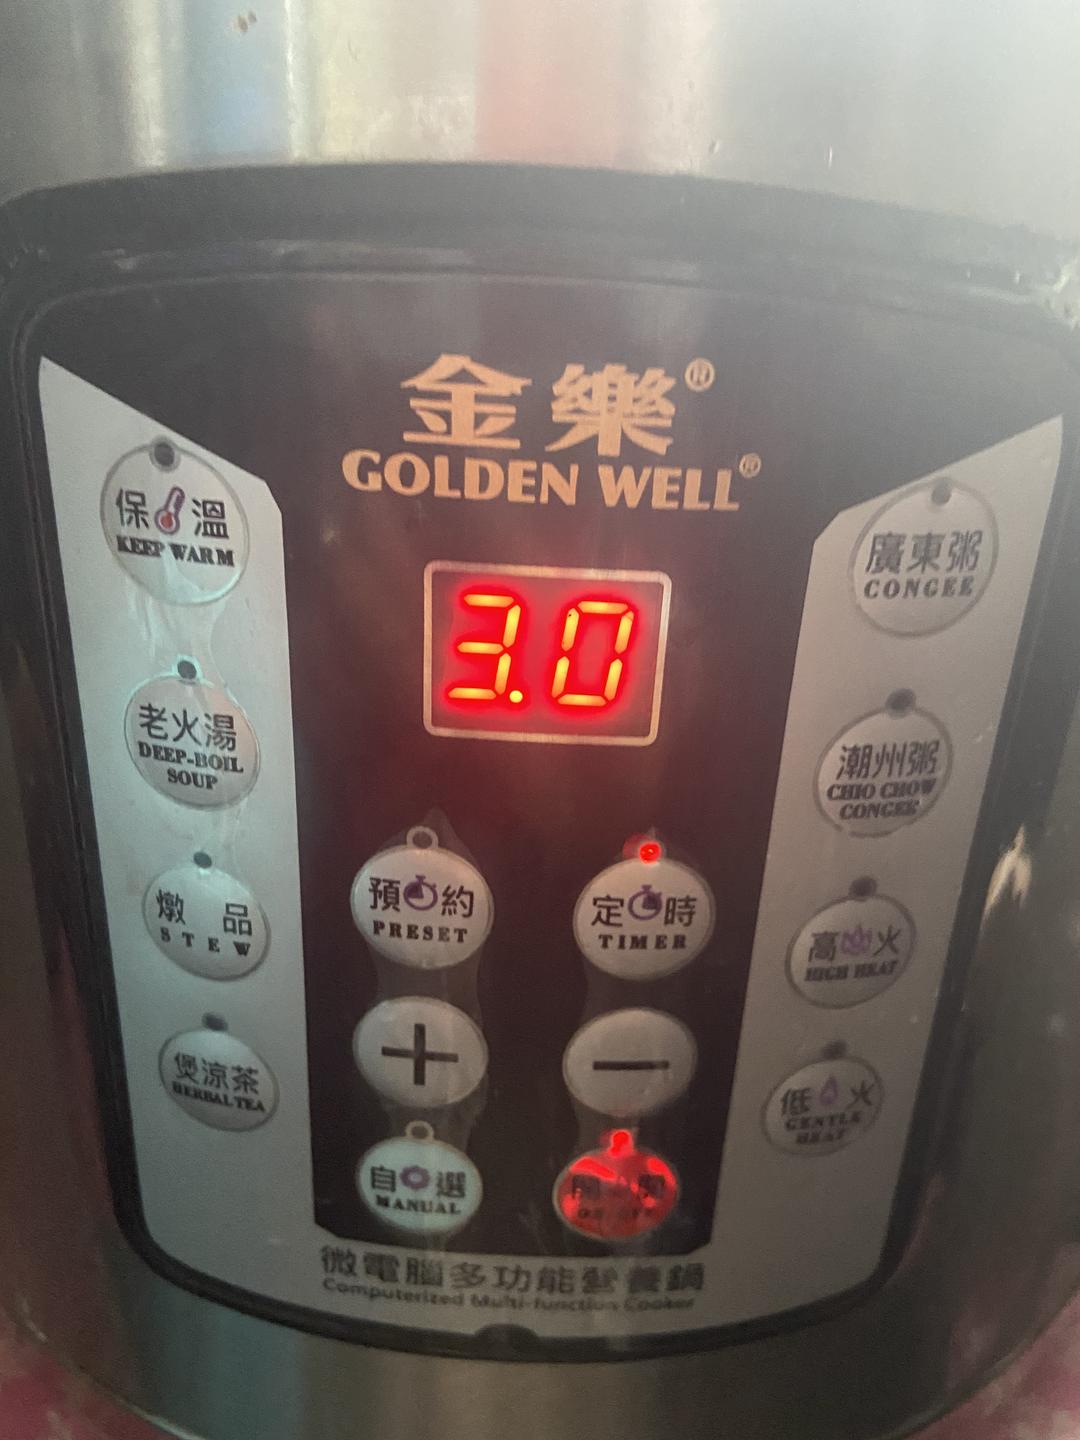 金樂®
GOLDEN WELL®
3.0
保溫
KEEP WARM
老火湯
DEEP-BOIL
SOUP
燉品
STEW
煲涼茶
HERBAL TEA
預約
PRESET
定時
TIMER
+
−
自選
MANUAL
廣東粥
CONGEE
潮州粥
CHIO CHOW
CONGEE
高火
HIGH HEAT
低火
GENTLE
HEAT
微電腦多功能營養鍋
Computerized Multi-function Cooker